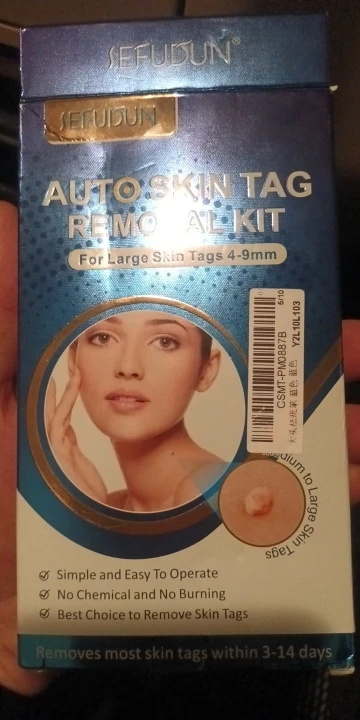 SEFUDUN®
SEFUDUN
AUTO SKIN TAG
REMOVAL KIT
For Large Skin Tags 4-9mm
CSMT-PM0887B
5/10
Y2L10L103
Medium to Large Skin Tags
Simple and Easy To Operate
No Chemical and No Burning
Best Choice to Remove Skin Tags
Removes most skin tags within 3-14 days